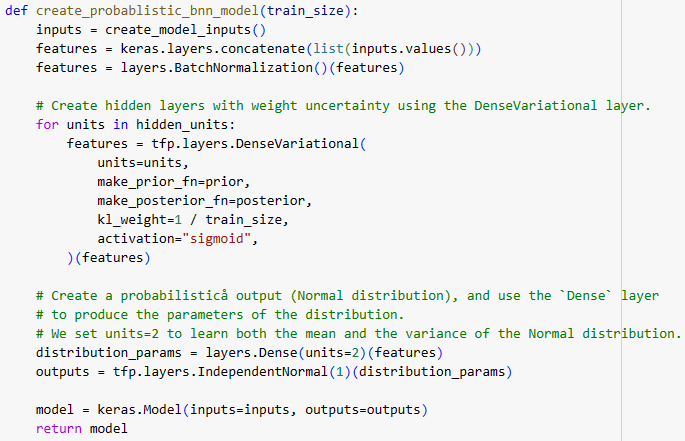 def create_probablistic_bnn_model(train_size):
    inputs = create_model_inputs()
    features = keras.layers.concatenate(list(inputs.values()))
    features = layers.BatchNormalization()(features)

    # Create hidden layers with weight uncertainty using the DenseVariational layer.
    for units in hidden_units:
        features = tfp.layers.DenseVariational(
            units=units,
            make_prior_fn=prior,
            make_posterior_fn=posterior,
            kl_weight=1 / train_size,
            activation="sigmoid",
        )(features)

    # Create a probabilisticå output (Normal distribution), and use the `Dense` layer
    # to produce the parameters of the distribution.
    # We set units=2 to learn both the mean and the variance of the Normal distribution.
    distribution_params = layers.Dense(units=2)(features)
    outputs = tfp.layers.IndependentNormal(1)(distribution_params)

    model = keras.Model(inputs=inputs, outputs=outputs)
    return model